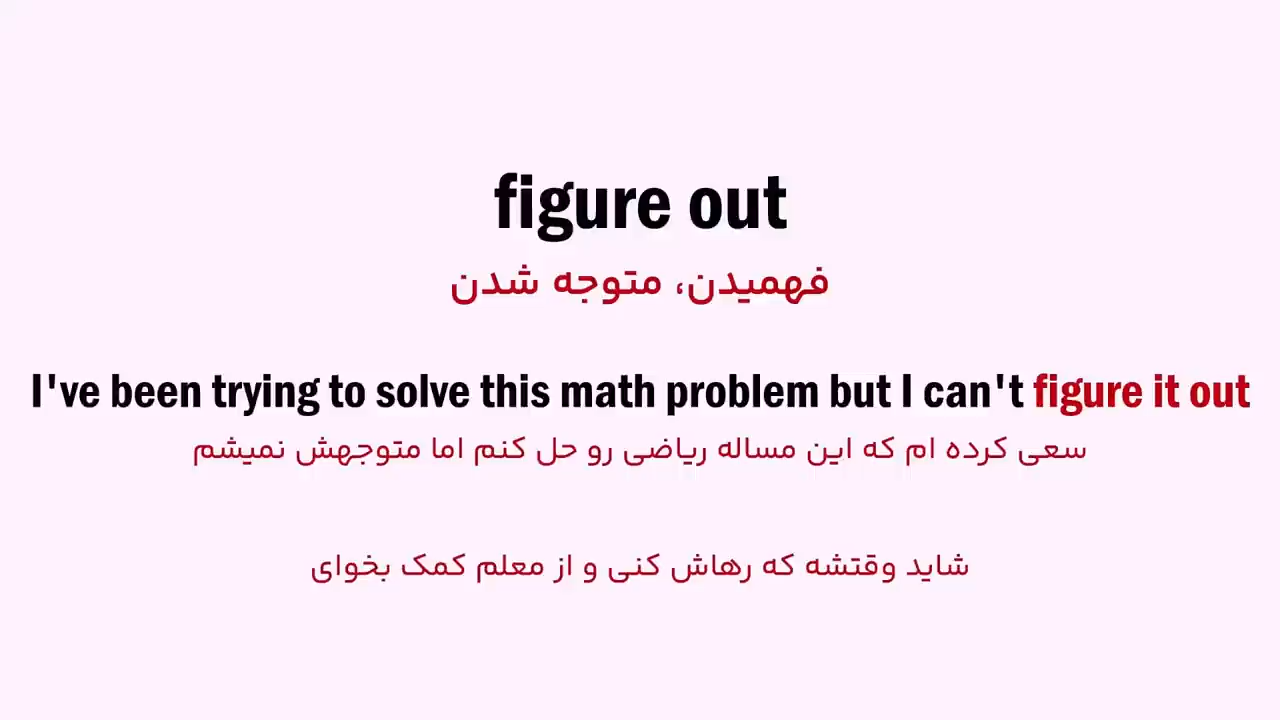 figure out
فهمیدن، متوجه شدن
I've been trying to solve this math problem but I can't figure it out
سعی کرده ام که این مساله ریاضی رو حل کنم اما متوجهش نمیشم
شاید وقتشه که رهاش کنی و از معلم کمک بخوای